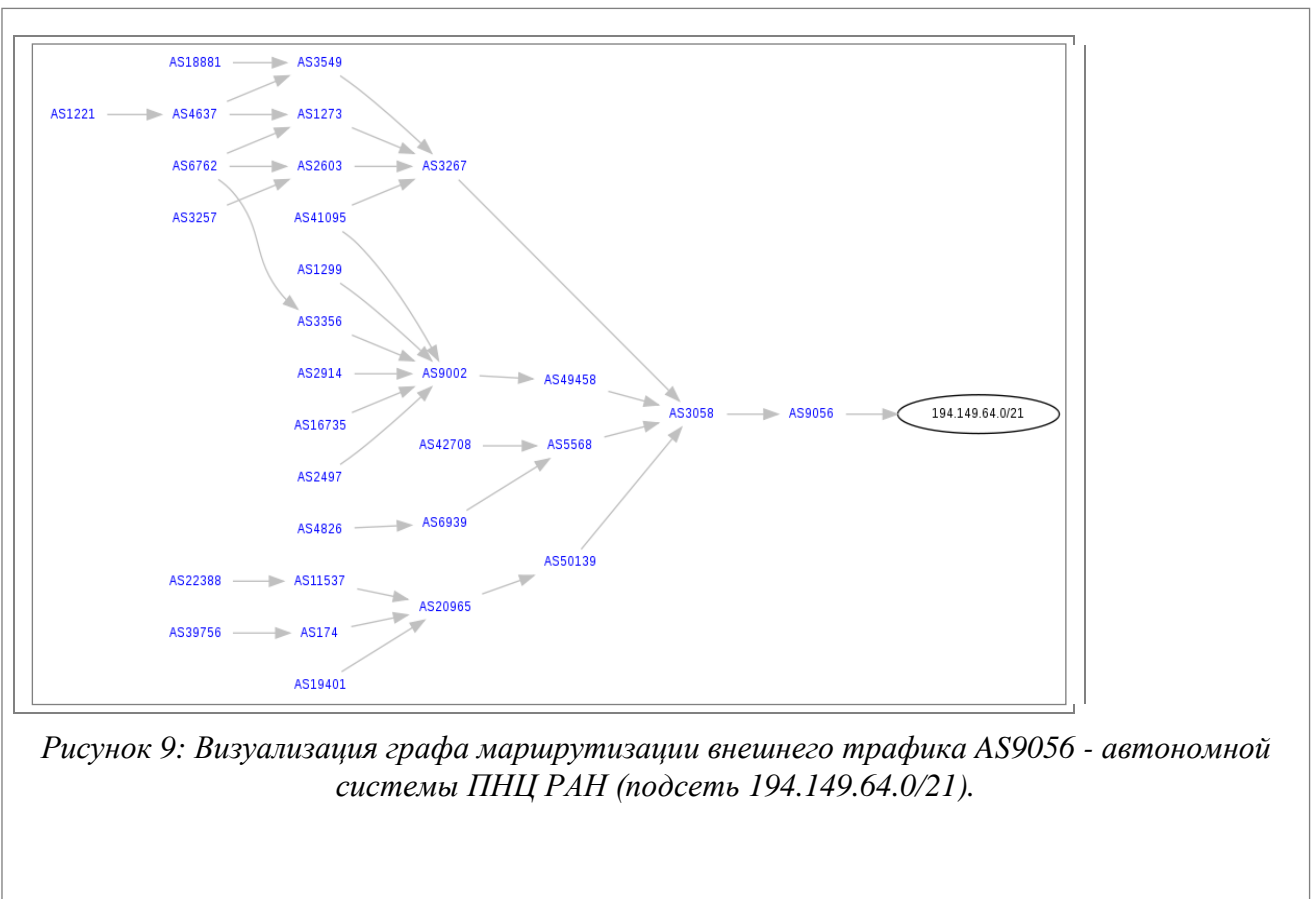 AS18881 AS3549
AS1221 AS4637 AS1273
AS6762 AS2603 AS3267
AS3257 AS41095
AS1299
AS3356
AS2914 AS9002 AS49458
AS3058 AS9056 194.149.64.0/21
AS16735
AS42708 AS5568
AS2497
AS4826 AS6939
AS50139
AS22388 AS11537
AS20965
AS39756 AS174
AS19401
Рисунок 9: Визуализация графа маршрутизации внешнего трафика AS9056 - автономной
системы ПНЦ РАН (подсеть 194.149.64.0/21).